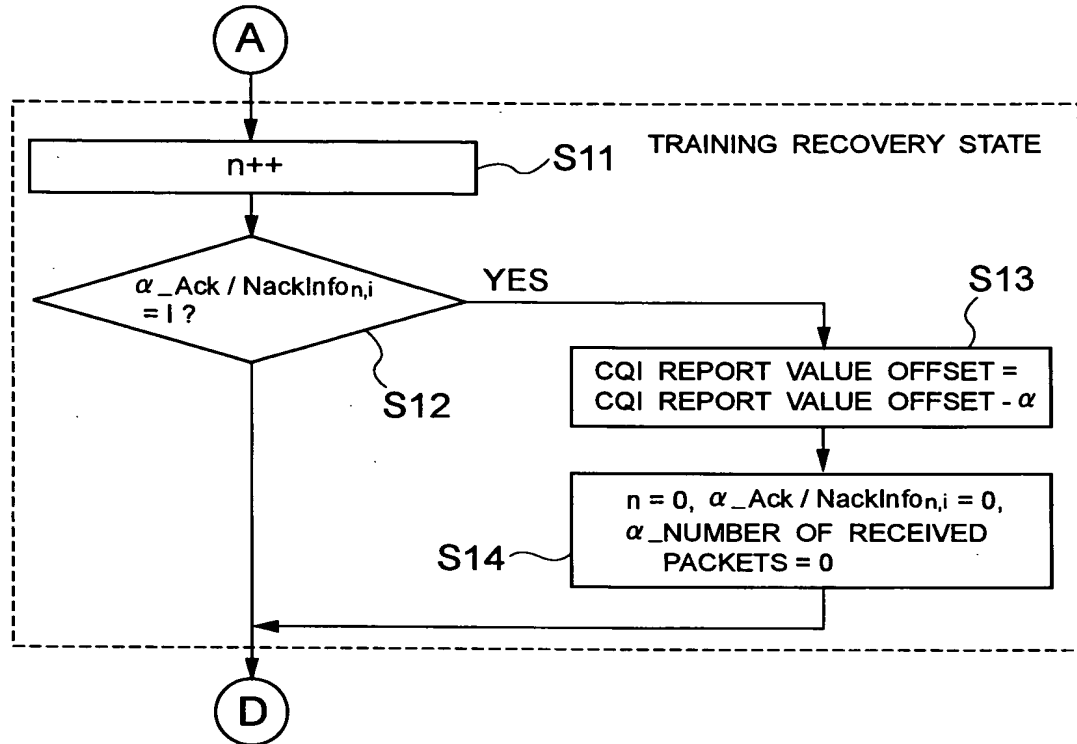 A
TRAINING RECOVERY STATE
n++
S11
α_Ack / NackInfon,i
= I ?
YES
S12
S13
CQI REPORT VALUE OFFSET =
CQI REPORT VALUE OFFSET - α
n = 0, α_Ack / NackInfon,i = 0,
α_NUMBER OF RECEIVED
PACKETS = 0
S14
D